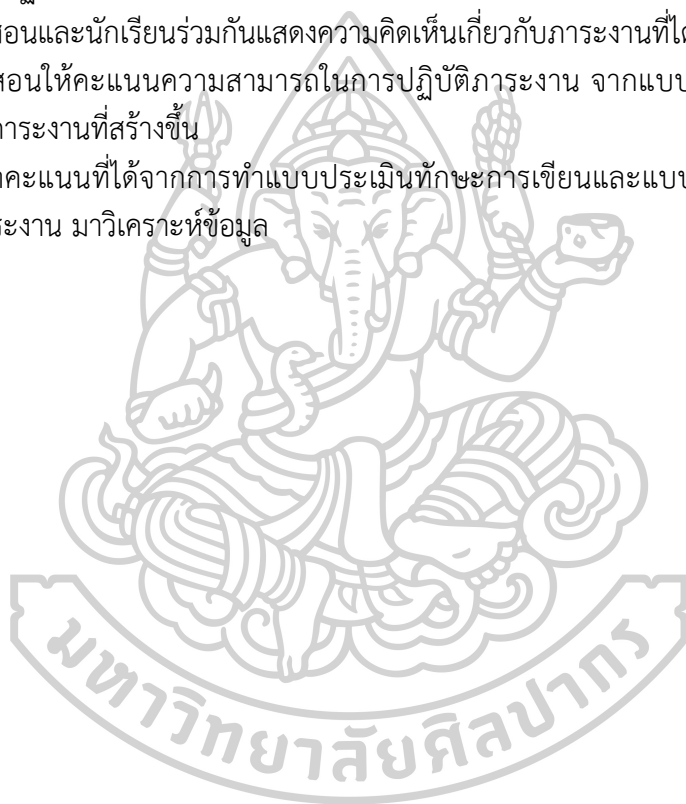 สอนและนักเรียนร่วมกันแสดงความคิดเห็นเกี่ยวกับภาระงานที่ได้
สอนให้คะแนนความสามารถในการปฏิบัติภาระงาน จากแบบ
ภาระงานที่สร้างขึ้น
คะแนนที่ได้จากการทำแบบประเมินทักษะการเขียนและแบบ
ะงาน มาวิเคราะห์ข้อมูล
มหาวิทยาลัยศิลปากร